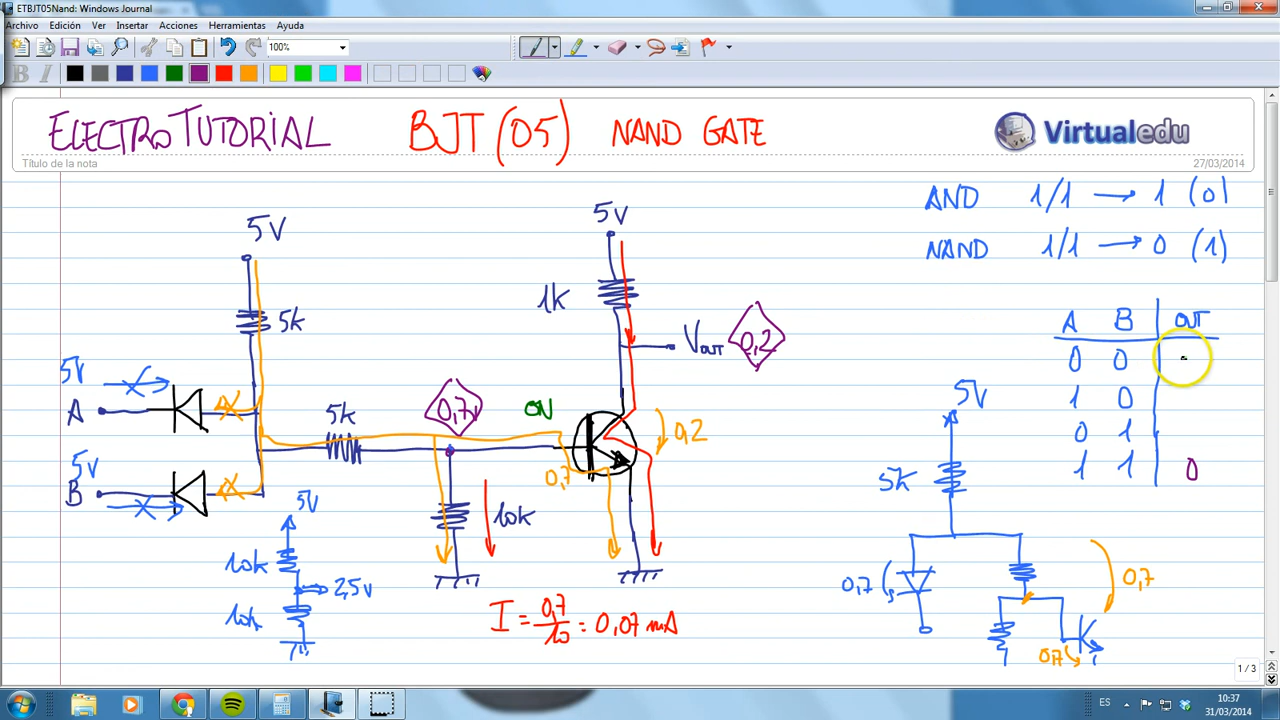 ETBJT05Nand: Windows Journal
Archivo Edición Ver Insertar Acciones Herramientas Ayuda
100%
ELECTRO TUTORIAL BJT (05) NAND GATE
Virtualedu
Título de la nota
27/03/2014
AND 1/1 → 1 (0)
NAND 1/1 → 0 (1)
5V
5V
5k
1K
VOUT 0,2
A B OUT
0 0
1 0
0 1
1 1 0
5V
A
5k
0,7v
ON
0,2
0,7
5V
B
10k
5V
10k
2,5V
10k
I = 0,7/10 = 0,07 mA
5V
5K
0,7
0,7
0,7
1 / 3
ES
10:37
31/03/2014